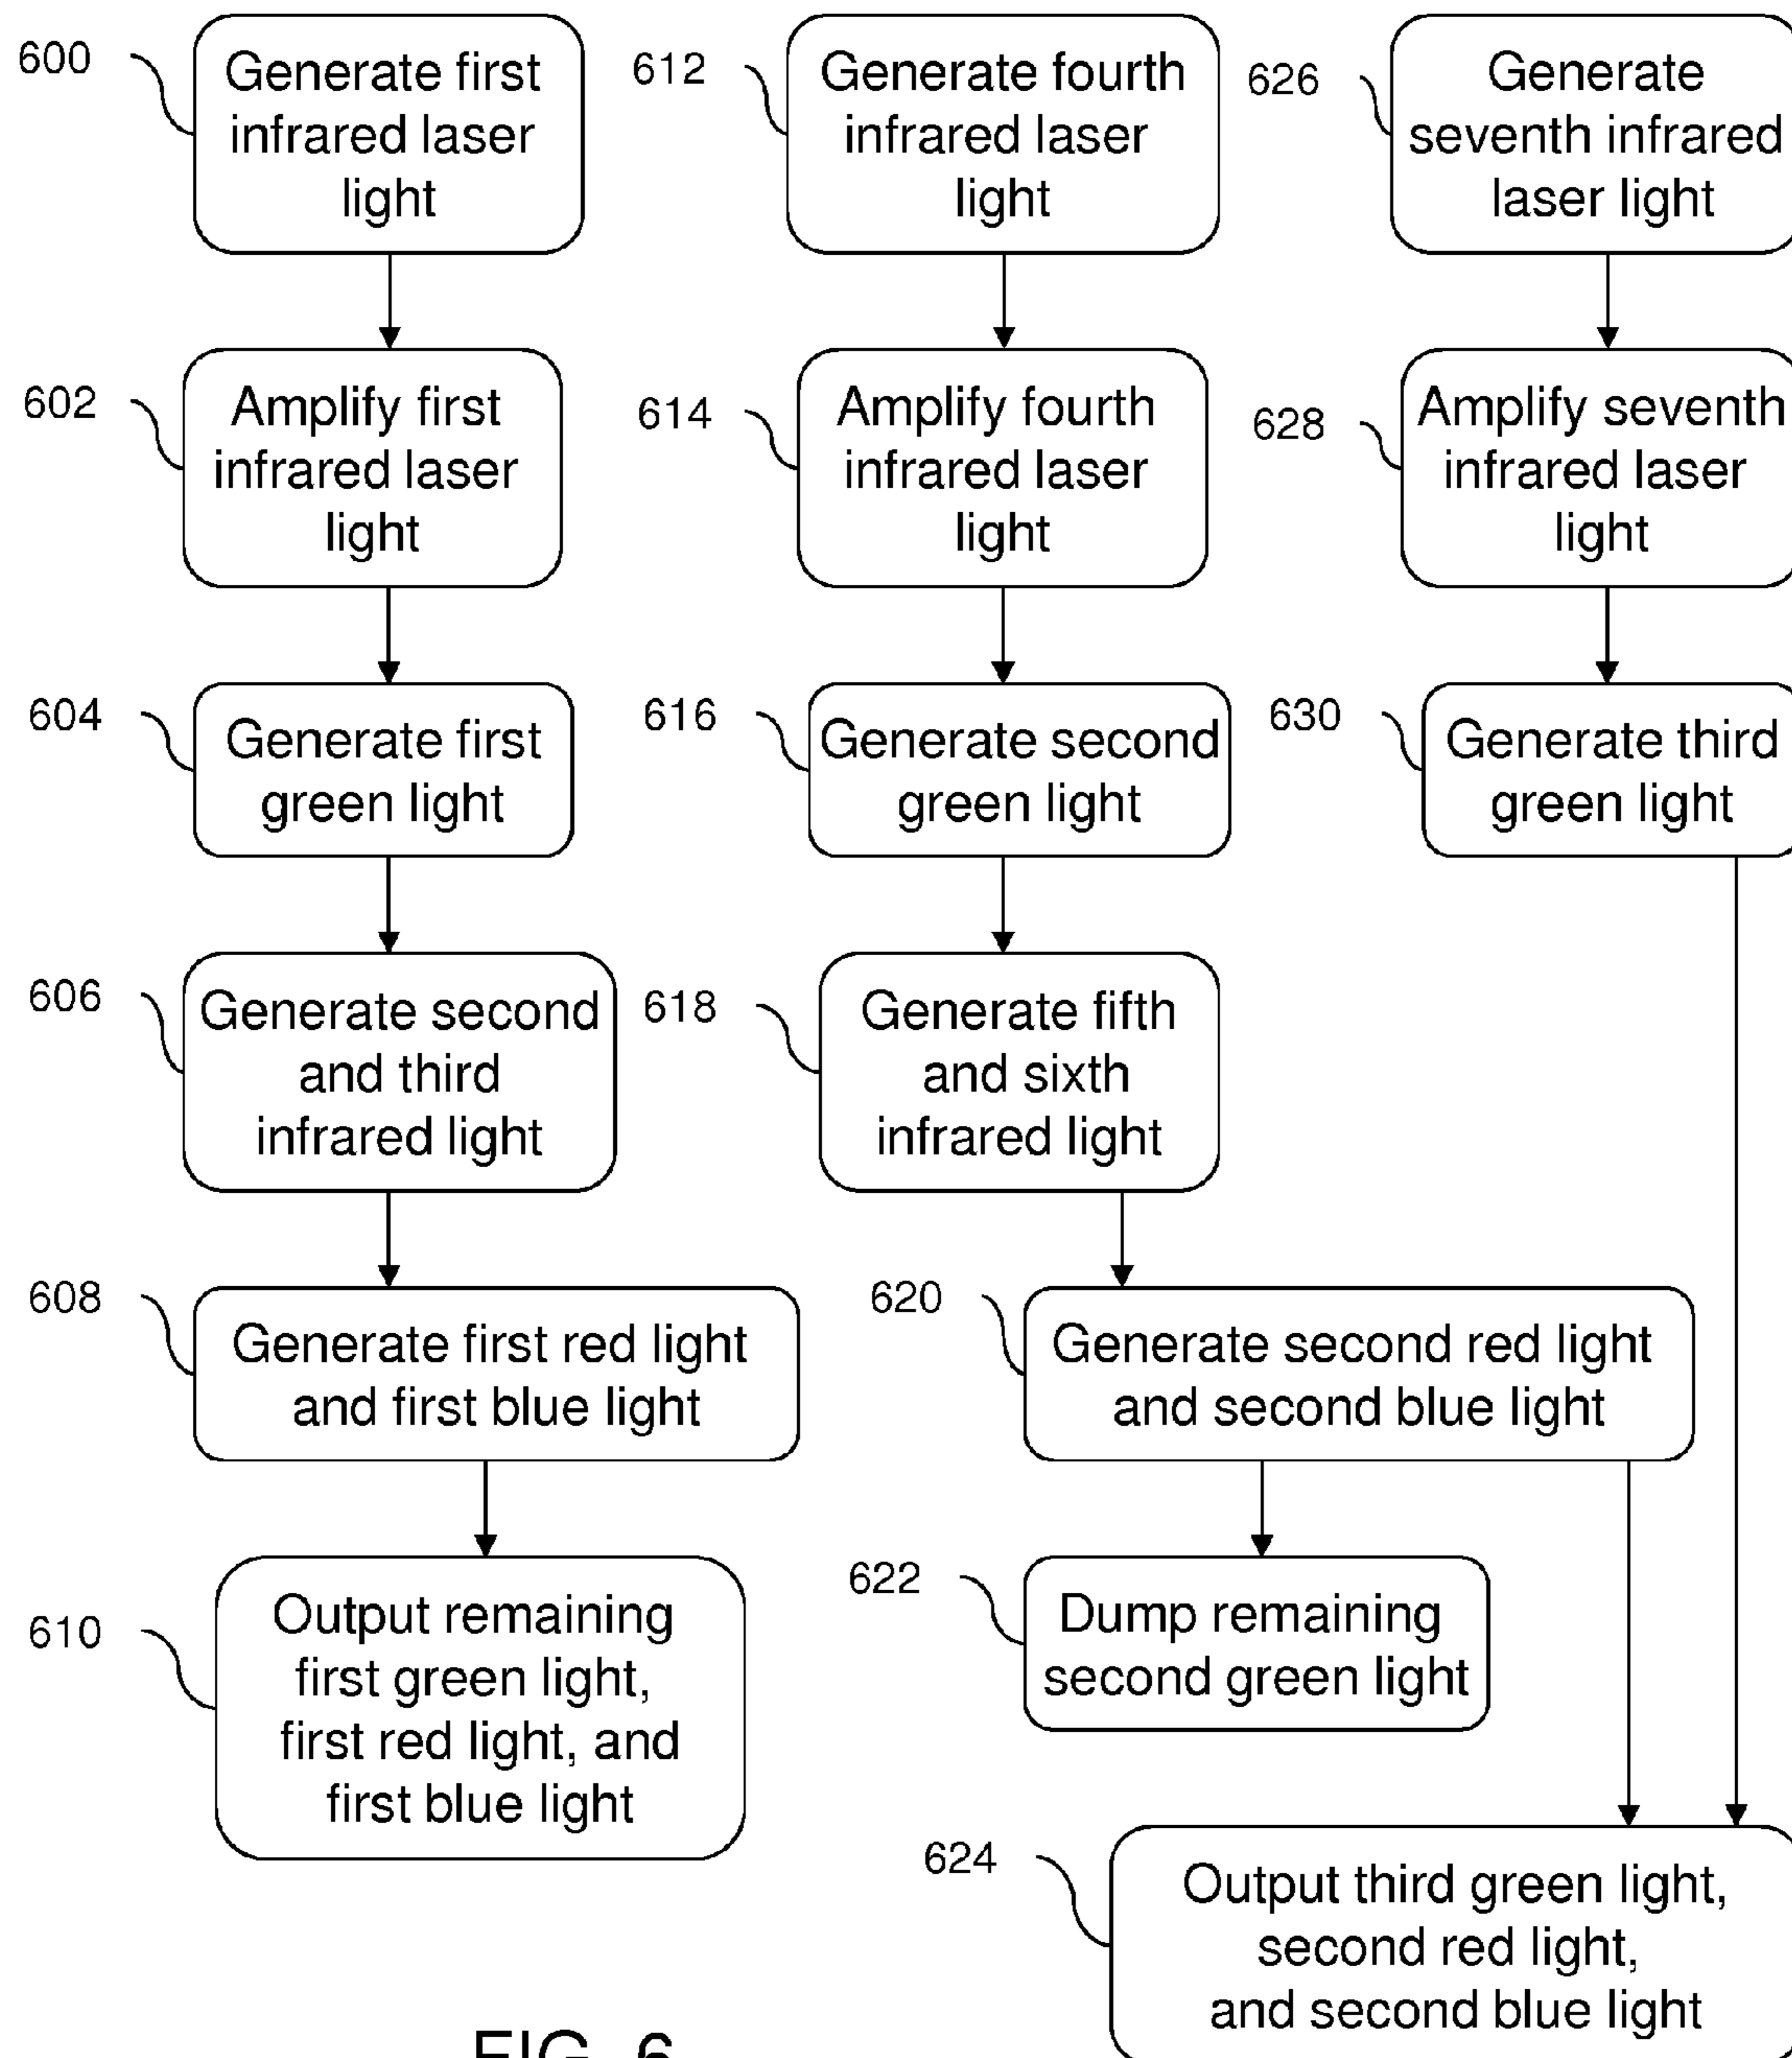 600
Generate first
infrared laser
light
602
Amplify first
infrared laser
light
604
Generate first
green light
606
Generate second
and third
infrared light
608
Generate first red light
and first blue light
610
Output remaining
first green light,
first red light, and
first blue light
612
Generate fourth
infrared laser
light
614
Amplify fourth
infrared laser
light
616
Generate second
green light
618
Generate fifth
and sixth
infrared light
620
Generate second red light
and second blue light
622
Dump remaining
second green light
626
Generate
seventh infrared
laser light
628
Amplify seventh
infrared laser
light
630
Generate third
green light
624
Output third green light,
second red light,
and second blue light
FIG. 6